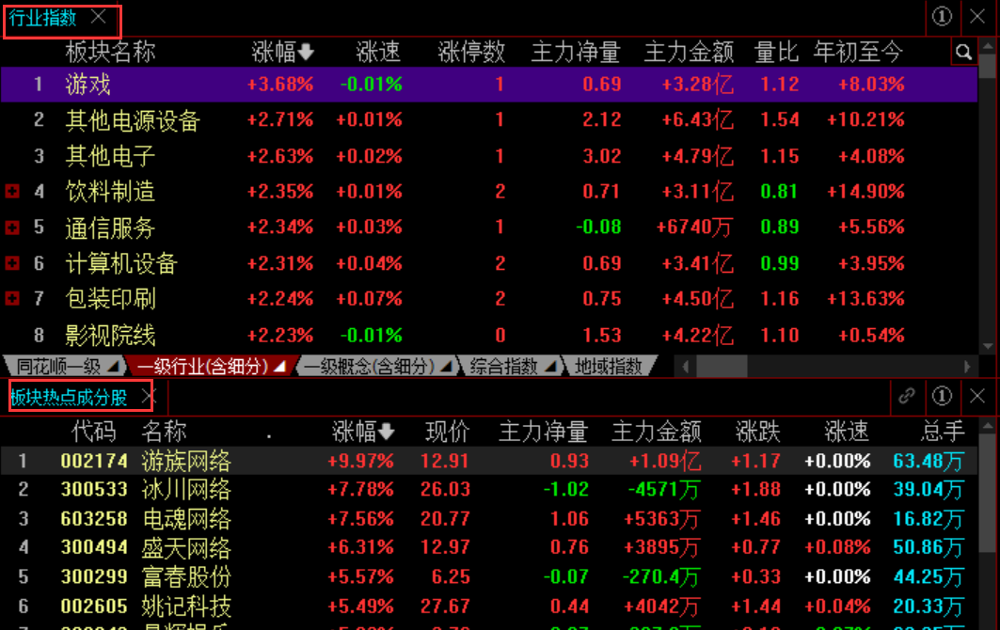 行业指数
①
板块名称 涨幅 涨速 涨停数 主力净量 主力金额 量比 年初至今
1 游戏 +3.68% -0.01% 1 0.69 +3.28亿 1.12 +8.03%
2 其他电源设备 +2.71% +0.01% 1 2.12 +6.43亿 1.54 +10.21%
3 其他电子 +2.63% +0.02% 1 3.02 +4.79亿 1.15 +4.08%
4 饮料制造 +2.35% +0.01% 2 0.71 +3.11亿 0.81 +14.90%
5 通信服务 +2.34% +0.03% 1 -0.08 +6740万 0.89 +5.56%
6 计算机设备 +2.31% +0.04% 2 0.69 +3.41亿 0.99 +3.95%
7 包装印刷 +2.24% +0.07% 2 0.75 +4.50亿 1.16 +13.63%
8 影视院线 +2.23% -0.01% 0 1.53 +4.22亿 1.10 +0.54%
同花顺一级 一级行业(含细分) 一级概念(含细分) 综合指数 地域指数
板块热点成分股
①
代码 名称 . 涨幅 现价 主力净量 主力金额 涨跌 涨速 总手
1 002174 游族网络 +9.97% 12.91 0.93 +1.09亿 +1.17 +0.00% 63.48万
2 300533 冰川网络 +7.78% 26.03 -1.02 -4571万 +1.88 +0.00% 39.04万
3 603258 电魂网络 +7.56% 20.77 1.06 +5363万 +1.46 +0.00% 16.82万
4 300494 盛天网络 +6.31% 12.97 0.76 +3895万 +0.77 +0.08% 50.86万
5 300299 富春股份 +5.57% 6.25 -0.07 -270.4万 +0.33 +0.00% 44.25万
6 002605 姚记科技 +5.49% 27.67 0.44 +4042万 +1.44 +0.04% 20.33万